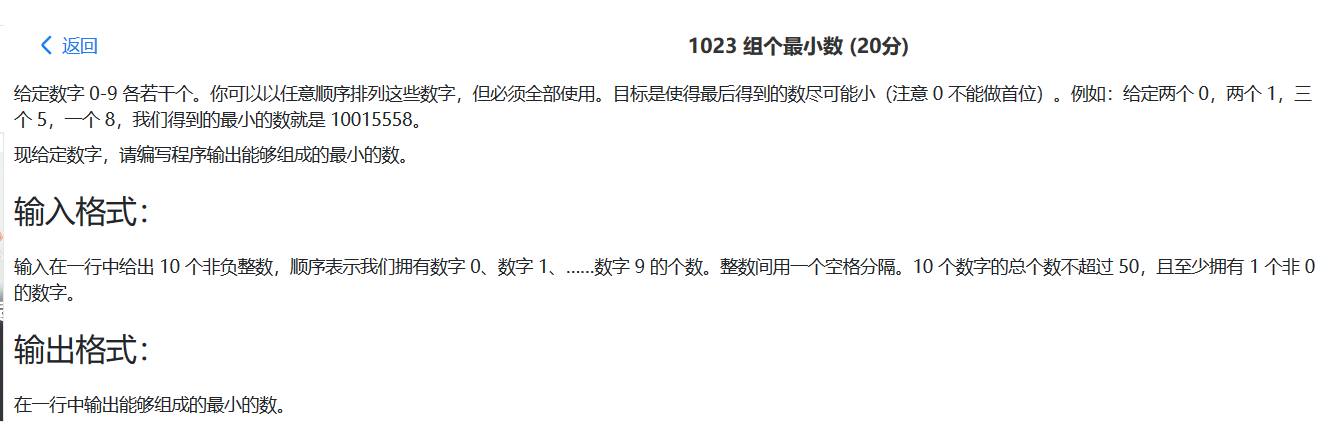 返回
1023 组个最小数 (20分)
给定数字 0-9 各若干个。你可以以任意顺序排列这些数字，但必须全部使用。目标是使得最后得到的数尽可能小（注意 0 不能做首位）。例如：给定两个 0，两个 1，三
个 5，一个 8，我们得到的最小的数就是 10015558。
现给定数字，请编写程序输出能够组成的最小的数。
输入格式：
输入在一行中给出 10 个非负整数，顺序表示我们拥有数字 0、数字 1、……数字 9 的个数。整数间用一个空格分隔。10 个数字的总个数不超过 50，且至少拥有 1 个非 0
的数字。
输出格式：
在一行中输出能够组成的最小的数。